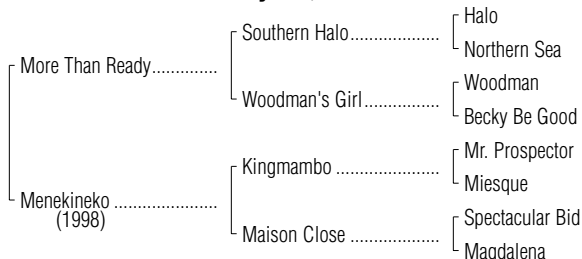 Halo
Southern Halo...................
Northern Sea
More Than Ready..............
Woodman
Woodman's Girl................
Becky Be Good
Mr. Prospector
Kingmambo ......................
Miesque
Menekineko .....................
(1998)
Spectacular Bid
Maison Close ...................
Magdalena